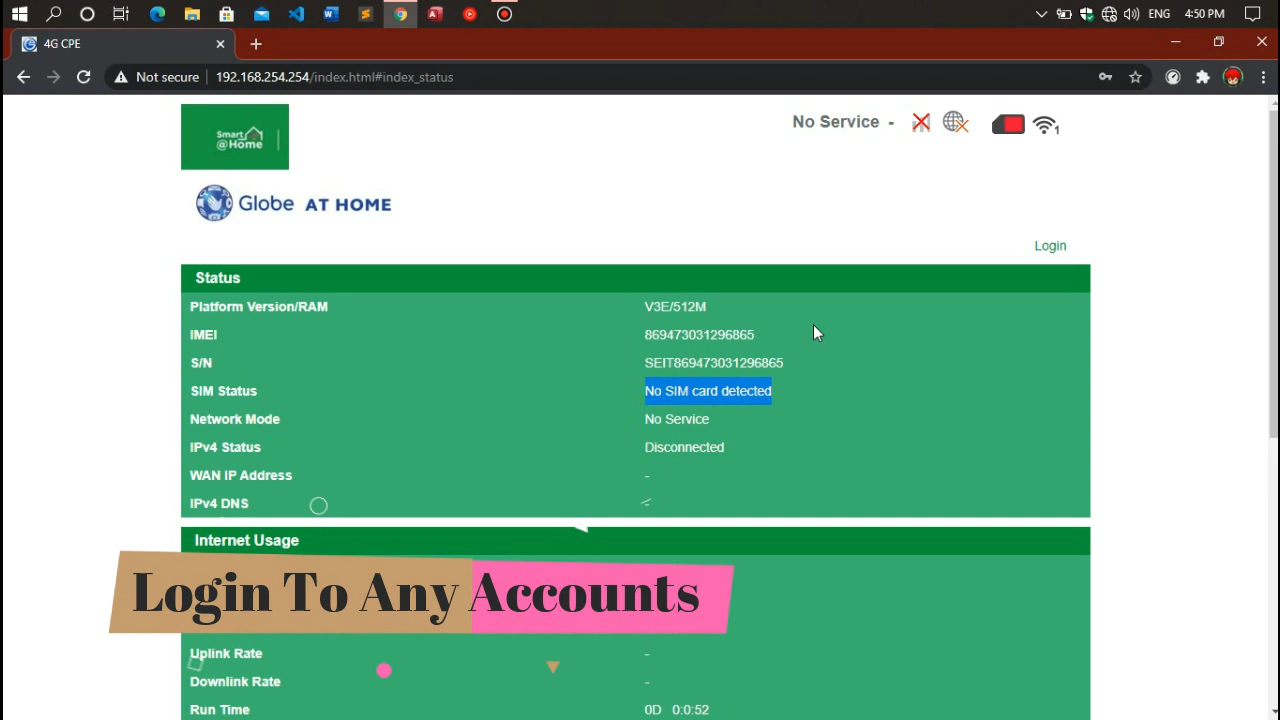 ENG 4:50 PM
4G CPE
Not secure 192.168.254.254/index.html#index_status
Smart
@Home
No Service - 1
Globe AT HOME
Login
Status
Platform Version/RAM V3E/512M
IMEI 869473031296865
S/N SEIT869473031296865
SIM Status No SIM card detected
Network Mode No Service
IPv4 Status Disconnected
WAN IP Address -
IPv4 DNS -
Internet Usage
Login To Any Accounts
Uplink Rate -
Downlink Rate -
Run Time 0D 0:0:52